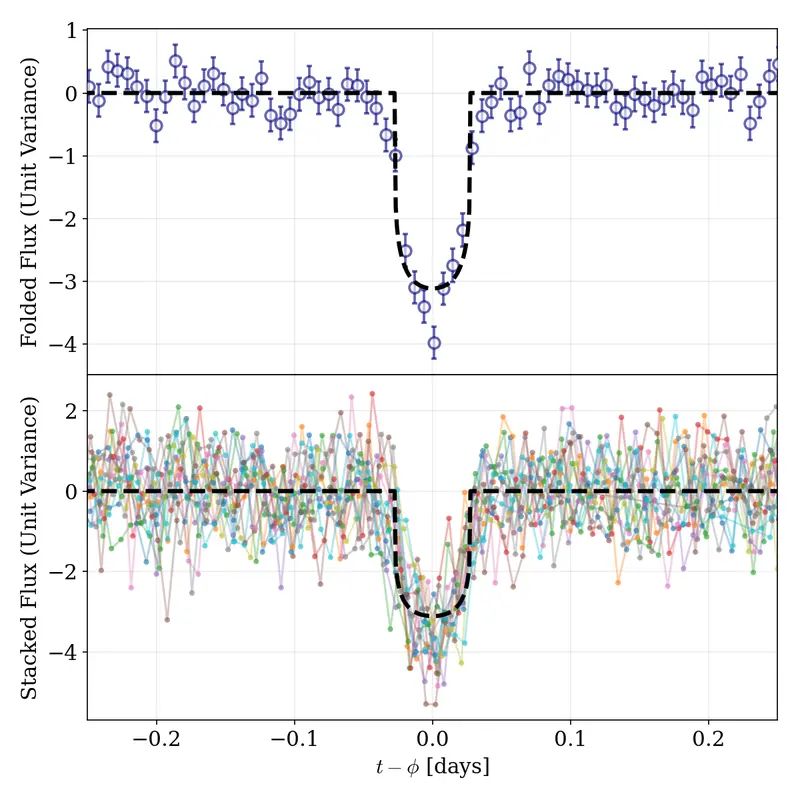 Folded Flux (Unit Variance)
1
0
−1
−2
−3
−4
Stacked Flux (Unit Variance)
2
0
−2
−4
−0.2 −0.1 0.0 0.1 0.2
t − ϕ [days]